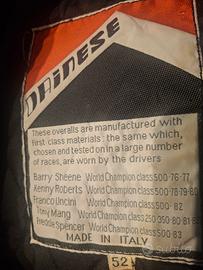 DAINESE
These overalls are manufactured with
First class materials : the same which,
chosen and tested on in a large number
of races, are worn by the drivers
Barry Sheene World Champion class 500-76-77
Kenny Roberts World Champion class 500-78-79-80
Franco Uncini World Champion class 500-82
Tony Mang World Champion class 250 350-80-81-82
Freddie Spencer World Champion class 500-83
MADE IN ITALY
52
subito